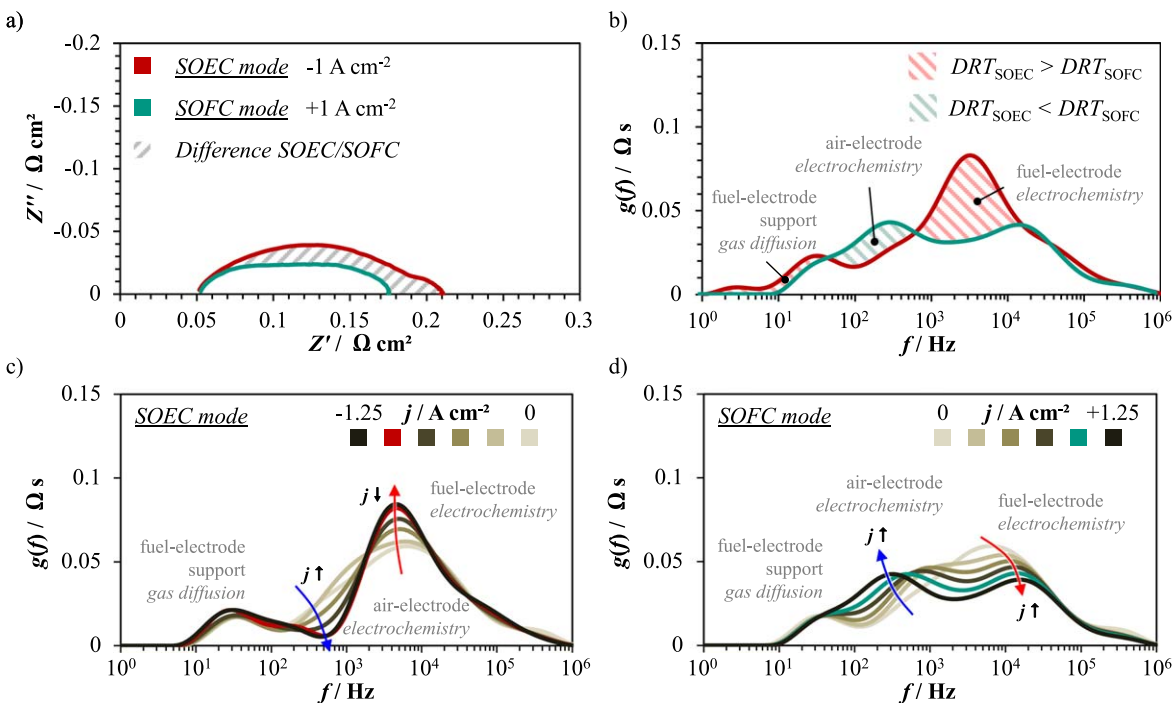 a)
-0.2
-0.15
-0.1
-0.05
0
Z'' / Ω cm²
SOEC mode -1 A cm⁻²
SOFC mode +1 A cm⁻²
Difference SOEC/SOFC
0 0.05 0.1 0.15 0.2 0.25 0.3
Z' / Ω cm²
b)
0.15
0.1
0.05
0
g(f) / Ω s
DRT_SOEC > DRT_SOFC
DRT_SOEC < DRT_SOFC
air-electrode
electrochemistry
fuel-electrode
electrochemistry
fuel-electrode
support
gas diffusion
10⁰ 10¹ 10² 10³ 10⁴ 10⁵ 10⁶
f / Hz
c)
0.15
0.1
0.05
0
g(f) / Ω s
SOEC mode
-1.25 j / A cm⁻² 0
j ↓
fuel-electrode
electrochemistry
fuel-electrode
support
gas diffusion
j ↑
air-electrode
electrochemistry
10⁰ 10¹ 10² 10³ 10⁴ 10⁵ 10⁶
f / Hz
d)
0.15
0.1
0.05
0
g(f) / Ω s
SOFC mode
0 j / A cm⁻² +1.25
air-electrode
electrochemistry
fuel-electrode
electrochemistry
j ↑
fuel-electrode
support
gas diffusion
j ↑
10⁰ 10¹ 10² 10³ 10⁴ 10⁵ 10⁶
f / Hz